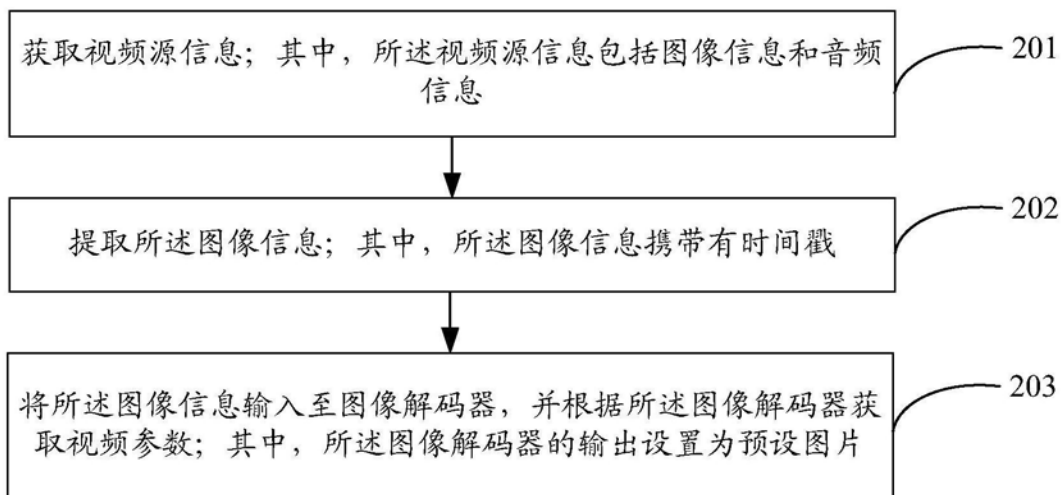 获取视频源信息；其中，所述视频源信息包括图像信息和音频
信息
201
提取所述图像信息；其中，所述图像信息携带有时间戳
202
将所述图像信息输入至图像解码器，并根据所述图像解码器获
取视频参数；其中，所述图像解码器的输出设置为预设图片
203